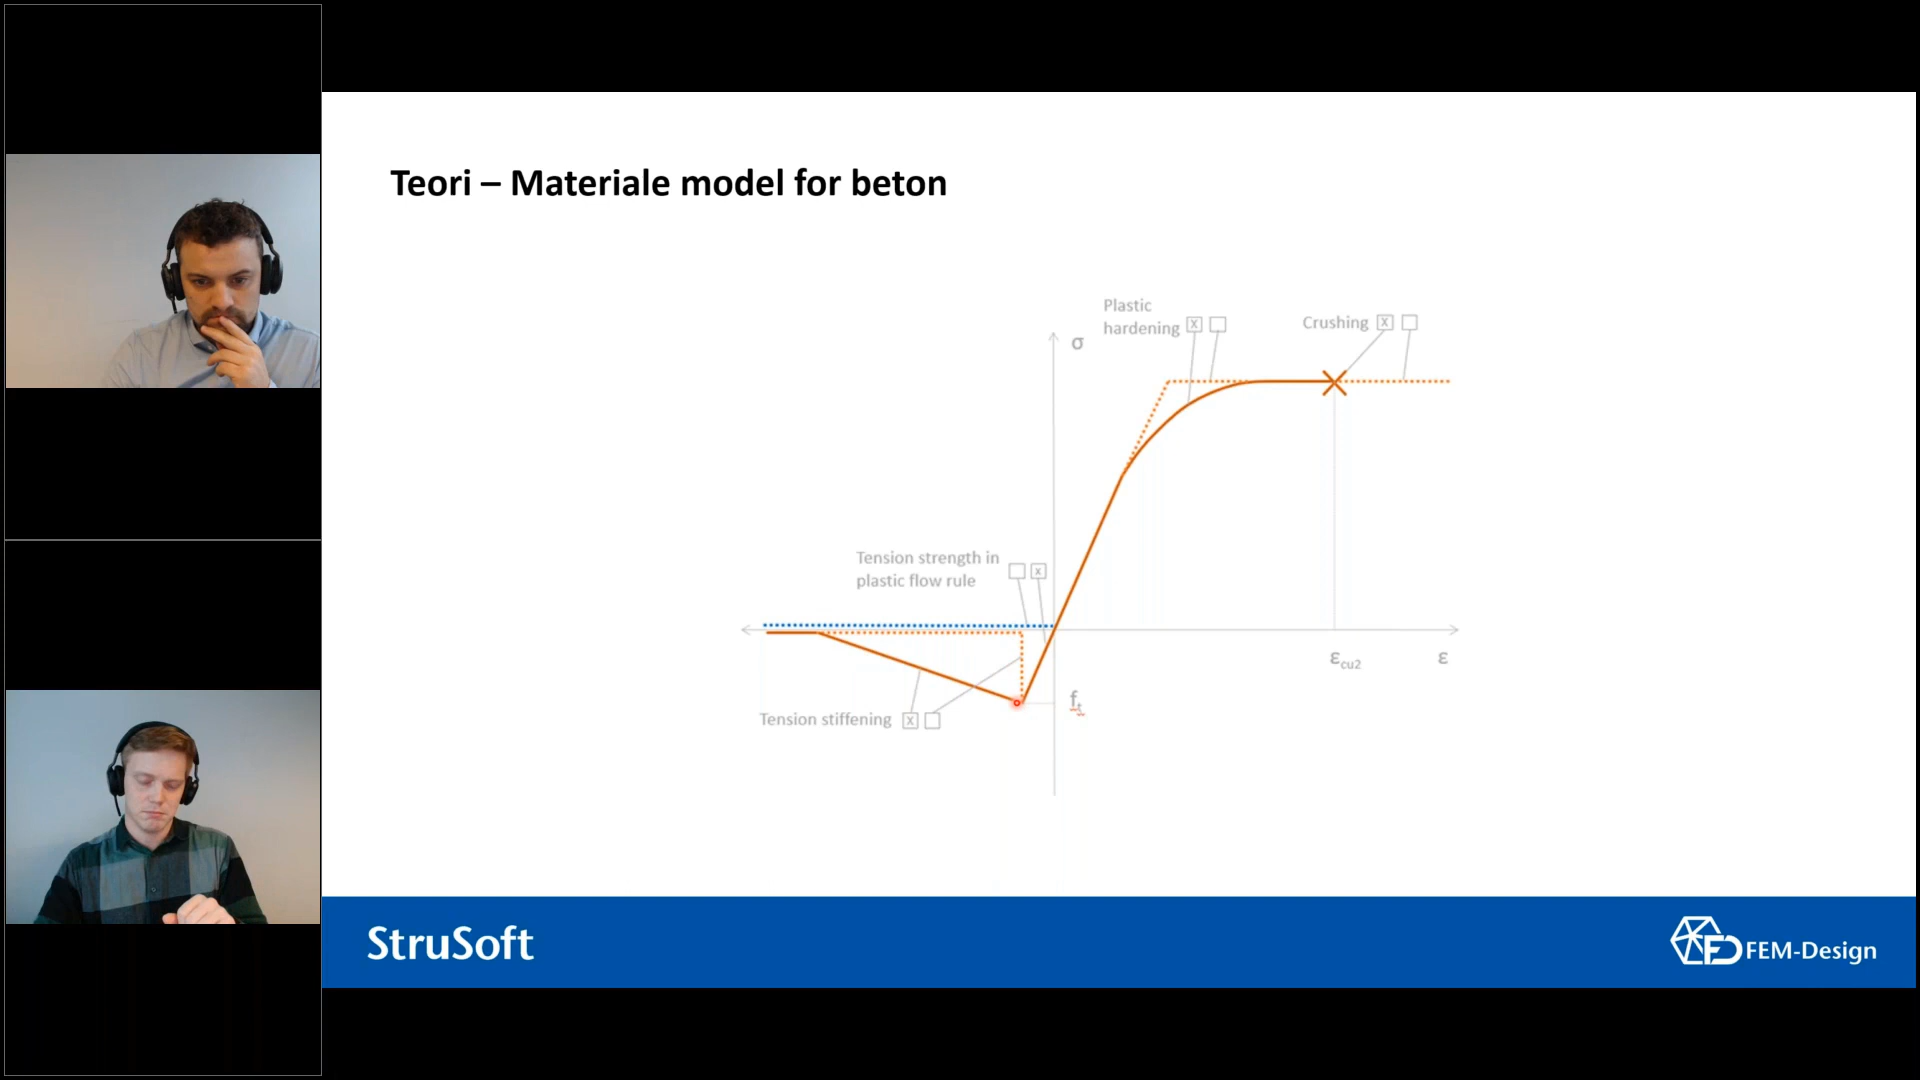 Teori – Materiale model for beton
Plastic
hardening x
Crushing x
σ
Tension strength in
plastic flow rule x
εcu2
ε
ft
Tension stiffening x
StruSoft
FD FEM-Design